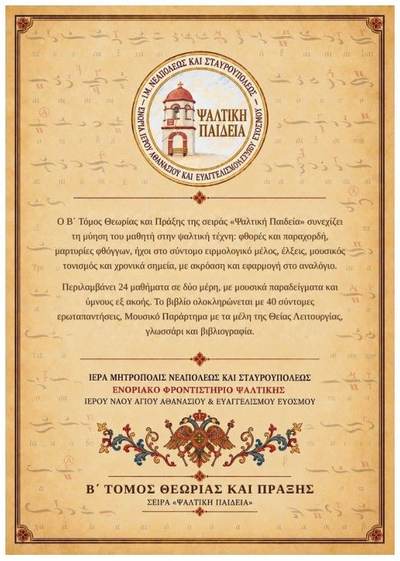 Ι.Μ. ΝΕΑΠΟΛΕΩΣ ΚΑΙ ΣΤΑΥΡΟΥΠΟΛΕΩΣ
ΨΑΛΤΙΚΗ
ΠΑΙΔΕΙΑ
ΕΝΟΡΙΑ ΙΕΡΟΥ ΑΘΑΝΑΣΙΟΥ ΚΑΙ ΕΥΑΓΓΕΛΙΣΜΟΥ ΕΥΟΣΜΟΥ
Ο Β΄ Τόμος Θεωρίας και Πράξης της σειράς «Ψαλτική Παιδεία» συνεχίζει
τη μύηση του μαθητή στην ψαλτική τέχνη: φθορές και παραχορδή,
μαρτυρίες φθόγγων, ήχοι στο σύντομο ειρμολογικό μέλος, έλξεις, μουσικός
τονισμός και χρονικά σημεία, με ακρόαση και εφαρμογή στο αναλόγιο.
Περιλαμβάνει 24 μαθήματα σε δύο μέρη, με μουσικά παραδείγματα και
ύμνους εξ ακοής. Το βιβλίο ολοκληρώνεται με 40 σύντομες
ερωταπαντήσεις, Μουσικό Παράρτημα με τα μέλη της Θείας Λειτουργίας,
γλωσσάρι και βιβλιογραφία.
ΙΕΡΑ ΜΗΤΡΟΠΟΛΙΣ ΝΕΑΠΟΛΕΩΣ ΚΑΙ ΣΤΑΥΡΟΥΠΟΛΕΩΣ
ΕΝΟΡΙΑΚΟ ΦΡΟΝΤΙΣΤΗΡΙΟ ΨΑΛΤΙΚΗΣ
ΙΕΡΟΥ ΝΑΟΥ ΑΓΙΟΥ ΑΘΑΝΑΣΙΟΥ & ΕΥΑΓΓΕΛΙΣΜΟΥ ΕΥΟΣΜΟΥ
Β΄ ΤΟΜΟΣ ΘΕΩΡΙΑΣ ΚΑΙ ΠΡΑΞΗΣ
ΣΕΙΡΑ «ΨΑΛΤΙΚΗ ΠΑΙΔΕΙΑ»